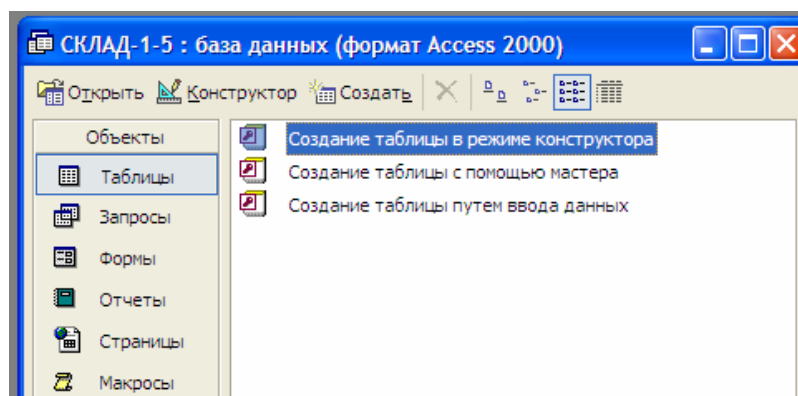 СКЛАД-1-5 : база данных (формат Access 2000)
Открыть Конструктор Создать
Объекты
Таблицы
Запросы
Формы
Отчеты
Страницы
Макросы
Создание таблицы в режиме конструктора
Создание таблицы с помощью мастера
Создание таблицы путем ввода данных